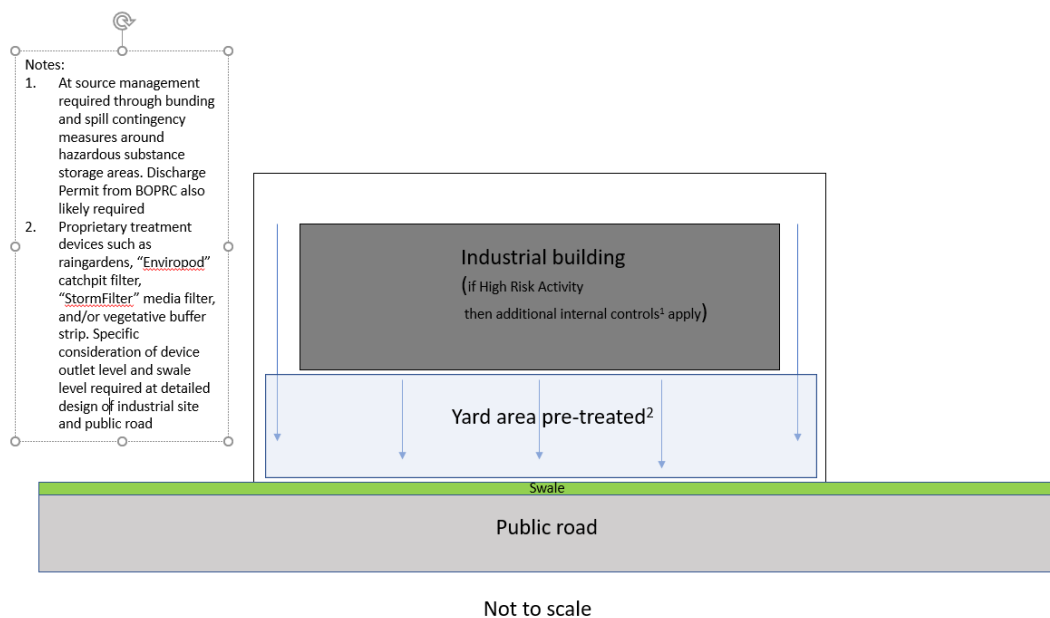 Notes:
1. At source management
required through bunding
and spill contingency
measures around
hazardous substance
storage areas. Discharge
Permit from BOPRC also
likely required
2. Proprietary treatment
devices such as
raingardens, “Enviropod”
catchpit filter,
“StormFilter” media filter,
and/or vegetative buffer
strip. Specific
consideration of device
outlet level and swale
level required at detailed
design of industrial site
and public road
Industrial building
(if High Risk Activity
then additional internal controls¹ apply)
Yard area pre-treated²
Swale
Public road
Not to scale